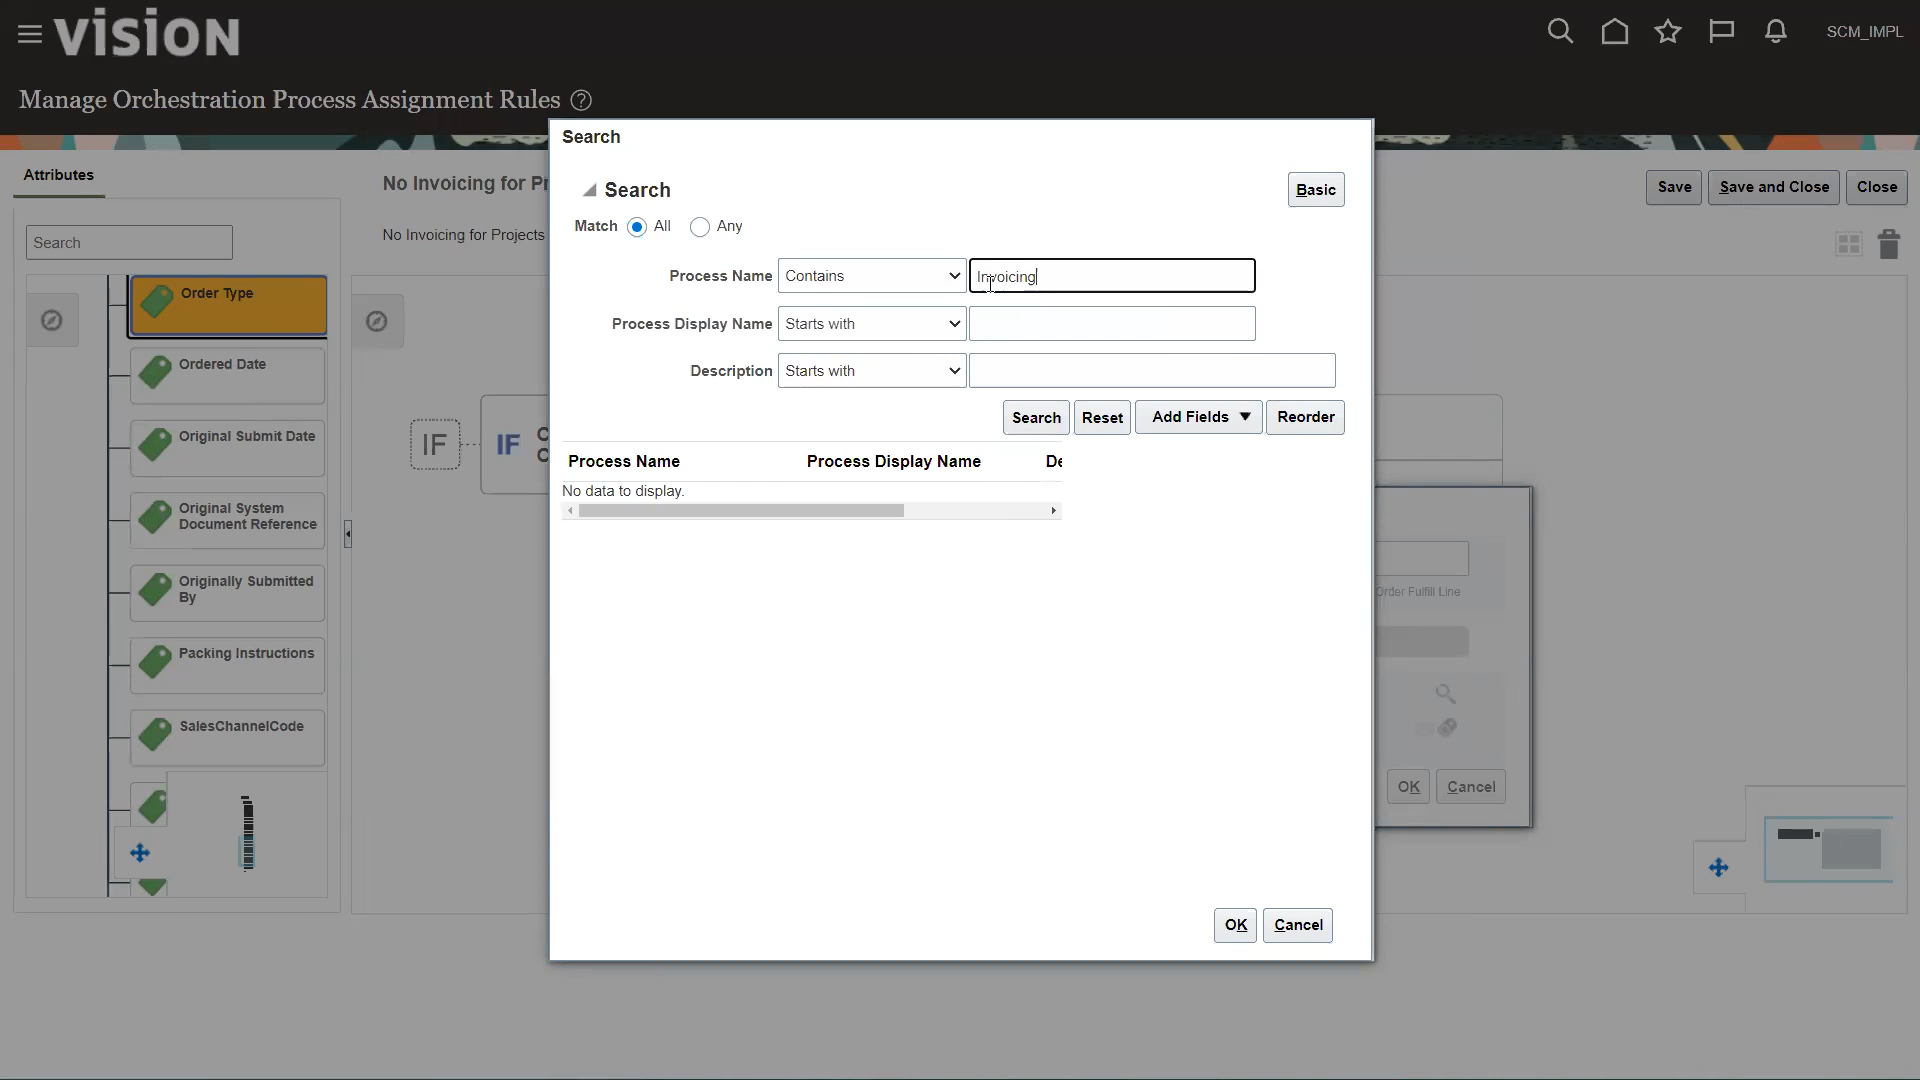 vision
SCM_IMPL
Manage Orchestration Process Assignment Rules ?
Attributes
Search
Order Type
Ordered Date
Original Submit Date
Original System
Document Reference
Originally Submitted
By
Packing Instructions
SalesChannelCode
No Invoicing for P
No Invoicing for Projects
Save
Save and Close
Close
IF
IF
Order Fulfill Line
OK
Cancel
Search
Search
Basic
Match All Any
Process Name Contains Invoicing
Process Display Name Starts with
Description Starts with
Search Reset Add Fields Reorder
Process Name Process Display Name De
No data to display.
OK Cancel